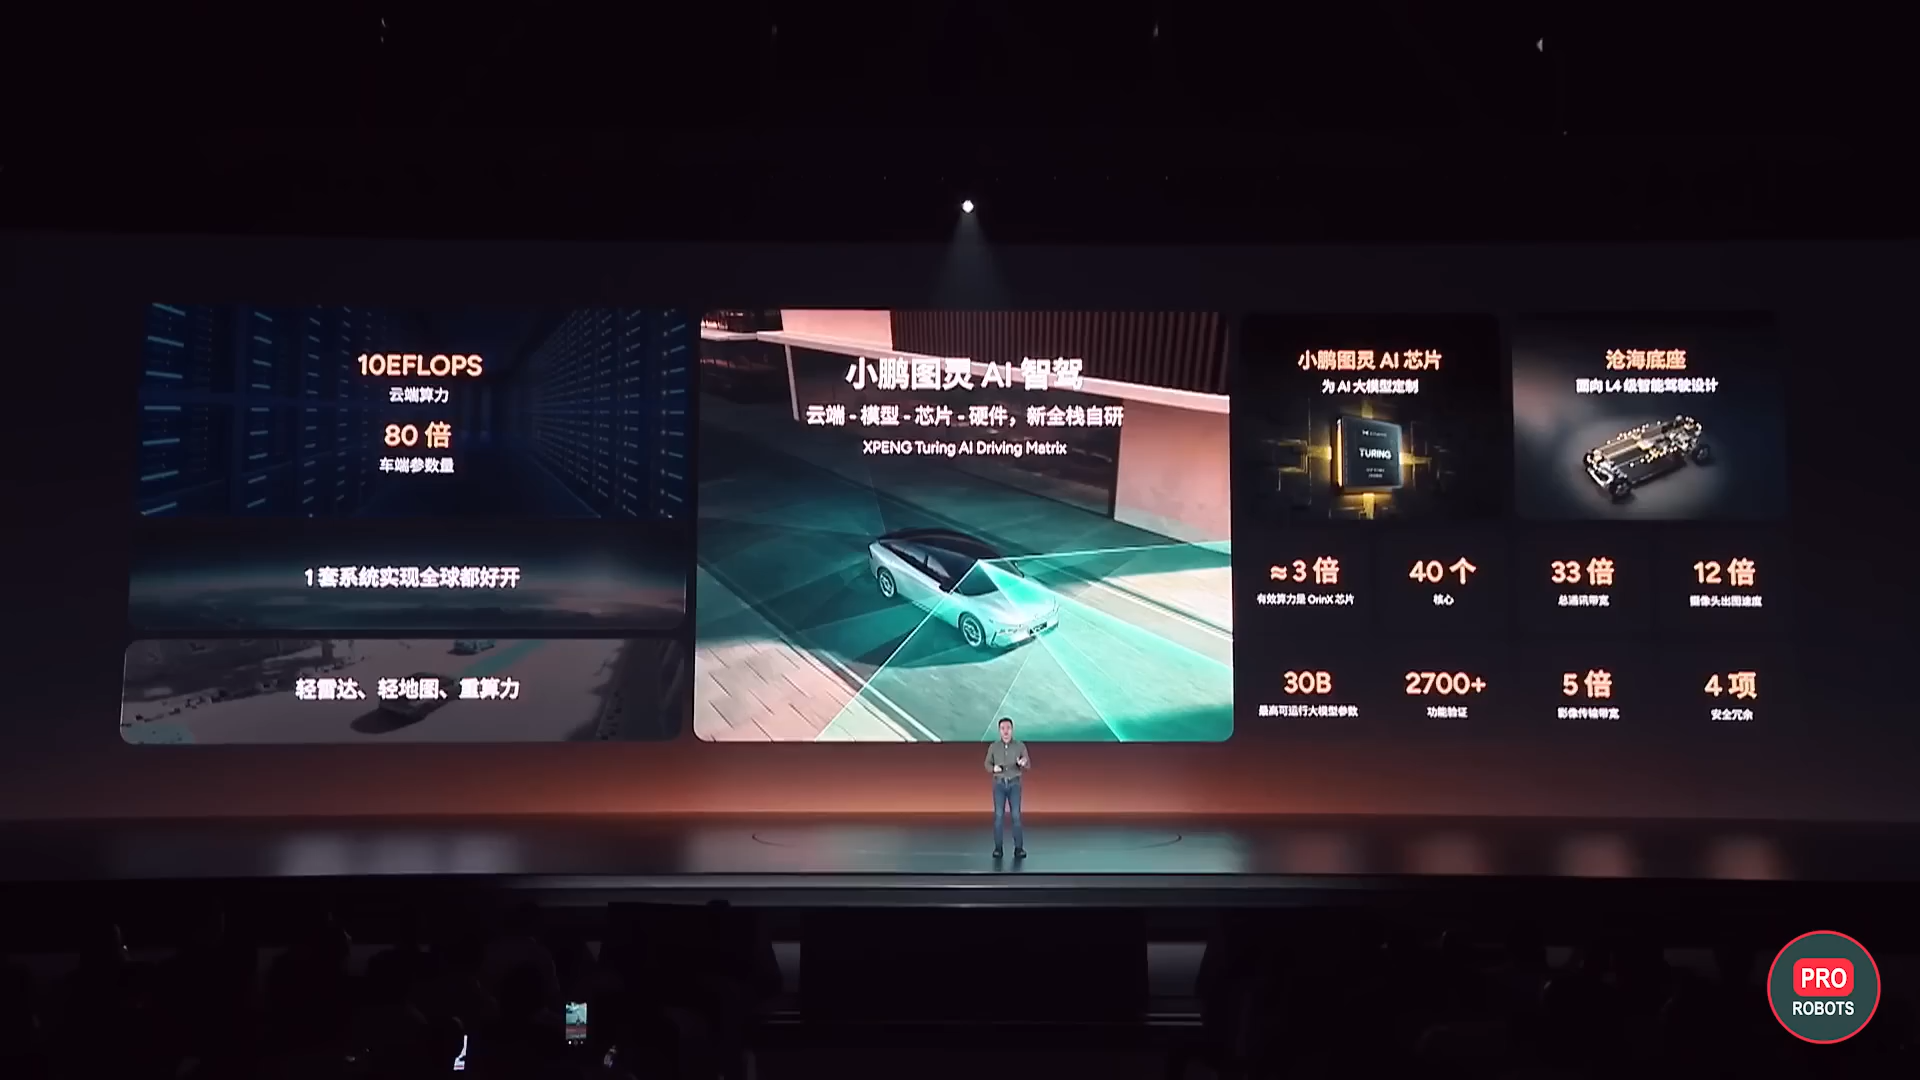 10EFLOPS
云端算力
80 倍
车端参数量
1 套系统实现全球都好开
轻雷达、轻地图、重算力
小鹏图灵 AI 智驾
云端 - 模型 - 芯片 - 硬件，新全栈自研
XPENG Turing AI Driving Matrix
小鹏图灵 AI 芯片
为 AI 大模型定制
TURING
沧海底座
面向 L4 级智能驾驶设计
≈ 3 倍
有效算力是 OrinX 芯片
40 个
核心
33 倍
总通讯带宽
12 倍
摄像头出图速度
30B
最高可运行大模型参数
2700+
功能验证
5 倍
影像传输带宽
4 项
安全冗余
PRO
ROBOTS